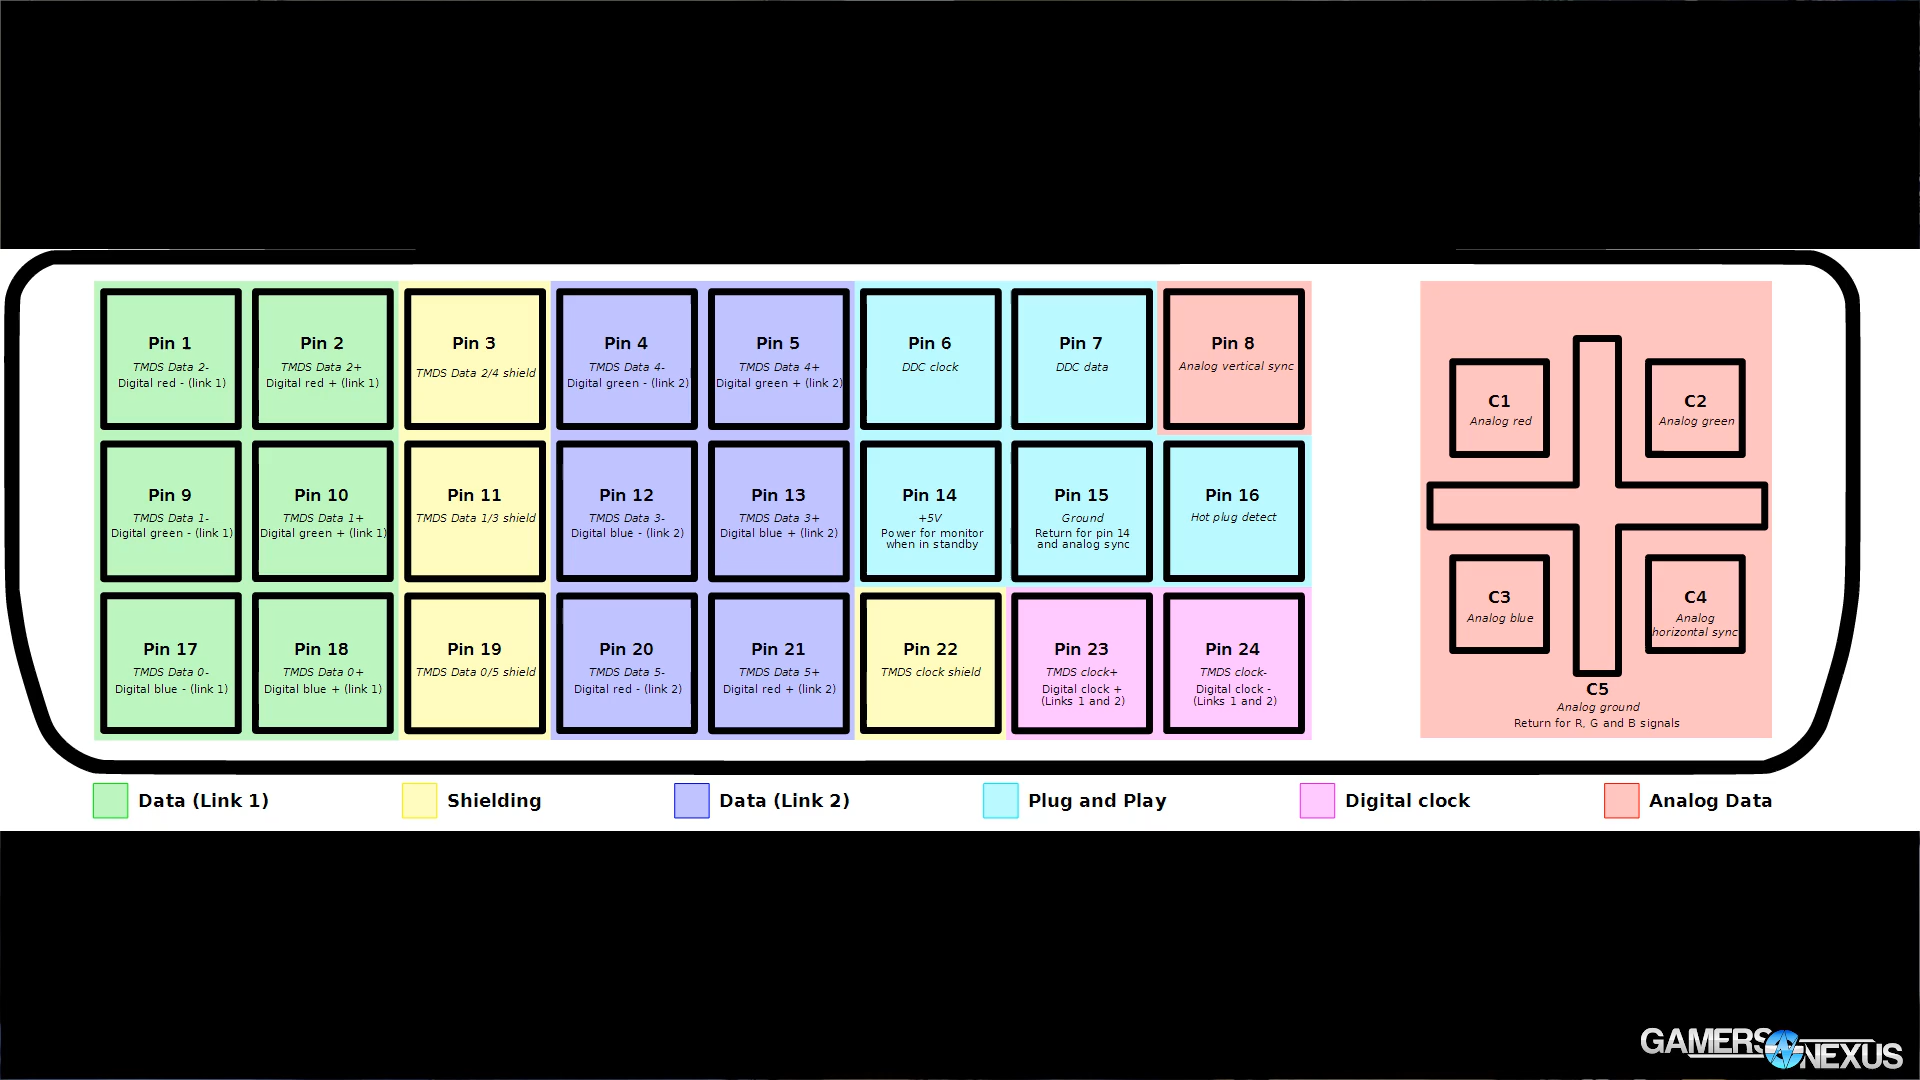 Pin 1
TMDS Data 2-
Digital red - (link 1)
Pin 2
TMDS Data 2+
Digital red + (link 1)
Pin 3
TMDS Data 2/4 shield
Pin 4
TMDS Data 4-
Digital green - (link 2)
Pin 5
TMDS Data 4+
Digital green + (link 2)
Pin 6
DDC clock
Pin 7
DDC data
Pin 8
Analog vertical sync
Pin 9
TMDS Data 1-
Digital green - (link 1)
Pin 10
TMDS Data 1+
Digital green + (link 1)
Pin 11
TMDS Data 1/3 shield
Pin 12
TMDS Data 3-
Digital blue - (link 2)
Pin 13
TMDS Data 3+
Digital blue + (link 2)
Pin 14
+5V
Power for monitor
when in standby
Pin 15
Ground
Return for pin 14
and analog sync
Pin 16
Hot plug detect
Pin 17
TMDS Data 0-
Digital blue - (link 1)
Pin 18
TMDS Data 0+
Digital blue + (link 1)
Pin 19
TMDS Data 0/5 shield
Pin 20
TMDS Data 5-
Digital red - (link 2)
Pin 21
TMDS Data 5+
Digital red + (link 2)
Pin 22
TMDS clock shield
Pin 23
TMDS clock+
Digital clock +
(Links 1 and 2)
Pin 24
TMDS clock-
Digital clock -
(Links 1 and 2)
C1
Analog red
C2
Analog green
C3
Analog blue
C4
Analog
horizontal sync
C5
Analog ground
Return for R, G and B signals
Data (Link 1)
Shielding
Data (Link 2)
Plug and Play
Digital clock
Analog Data
GAMERS NEXUS